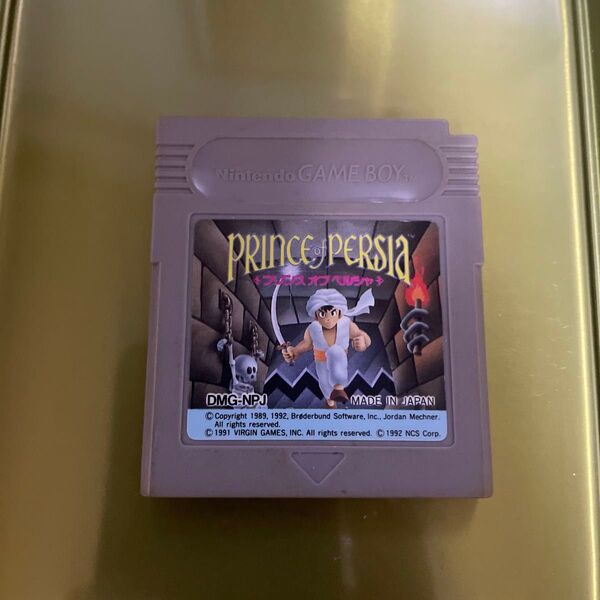 Nintendo GAME BOY™
PRINCE of PERSIA™
プリンス オブ ペルシャ
DMG-NPJ
MADE IN JAPAN
© Copyright 1989, 1992, Brøderbund Software, Inc., Jordan Mechner.
All rights reserved.
© 1991 VIRGIN GAMES, INC. All rights reserved. © 1992 NCS Corp.